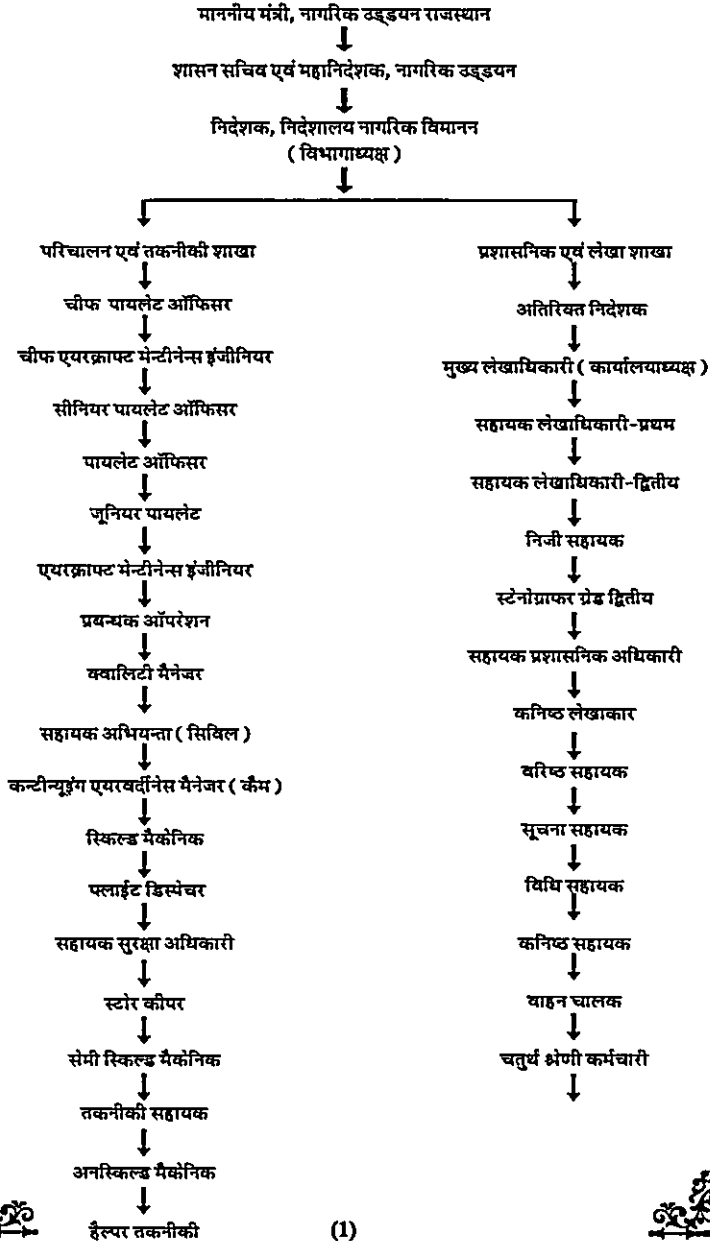 माननीय मंत्री, नागरिक उड्डयन राजस्थान
शासन सचिव एवं महानिदेशक, नागरिक उड्डयन
निदेशक, निदेशालय नागरिक विमानन
( विभागाध्यक्ष )
परिचालन एवं तकनीकी शाखा
चीफ पायलेट ऑफिसर
चीफ एयरक्राफ्ट मेन्टीनेन्स इंजीनियर
सीनियर पायलेट ऑफिसर
पायलेट ऑफिसर
जूनियर पायलेट
एयरक्राफ्ट मेन्टीनेन्स इंजीनियर
प्रबन्धक ऑपरेशन
क्वालिटी मैनेजर
सहायक अभियन्ता ( सिविल )
कन्टीन्यूइंग एयरवर्दीनेस मैनेजर ( कैम )
स्किल्ड मैकेनिक
फ्लाईट डिस्पेचर
सहायक सुरक्षा अधिकारी
स्टोर कीपर
सेमी स्किल्ड मैकेनिक
तकनीकी सहायक
अनस्किल्ड मैकेनिक
हैल्पर तकनीकी
प्रशासनिक एवं लेखा शाखा
अतिरिक्त निदेशक
मुख्य लेखाधिकारी ( कार्यालयाध्यक्ष )
सहायक लेखाधिकारी-प्रथम
सहायक लेखाधिकारी-द्वितीय
निजी सहायक
स्टेनोग्राफर ग्रेड द्वितीय
सहायक प्रशासनिक अधिकारी
कनिष्ठ लेखाकार
वरिष्ठ सहायक
सूचना सहायक
विधि सहायक
कनिष्ठ सहायक
वाहन चालक
चतुर्थ श्रेणी कर्मचारी
(1)